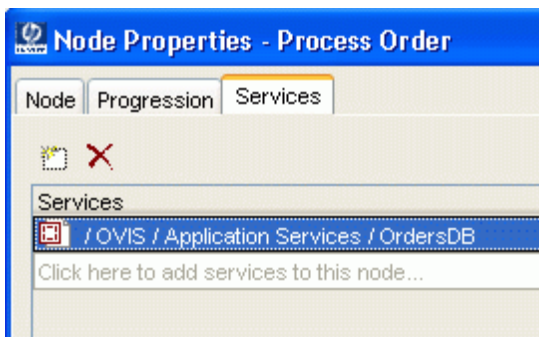 Node Properties - Process Order
Node Progression Services
Services
/ OVIS / Application Services / OrdersDB
Click here to add services to this node...